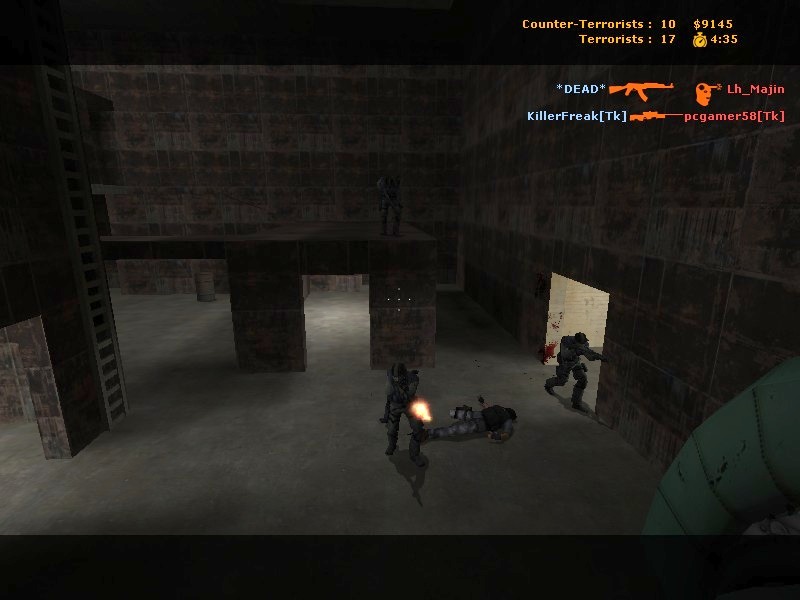 Counter-Terrorists : 10 $9145
Terrorists : 17 4:35
*DEAD* Lh_Majin
KillerFreak[Tk] pcgamer58[Tk]